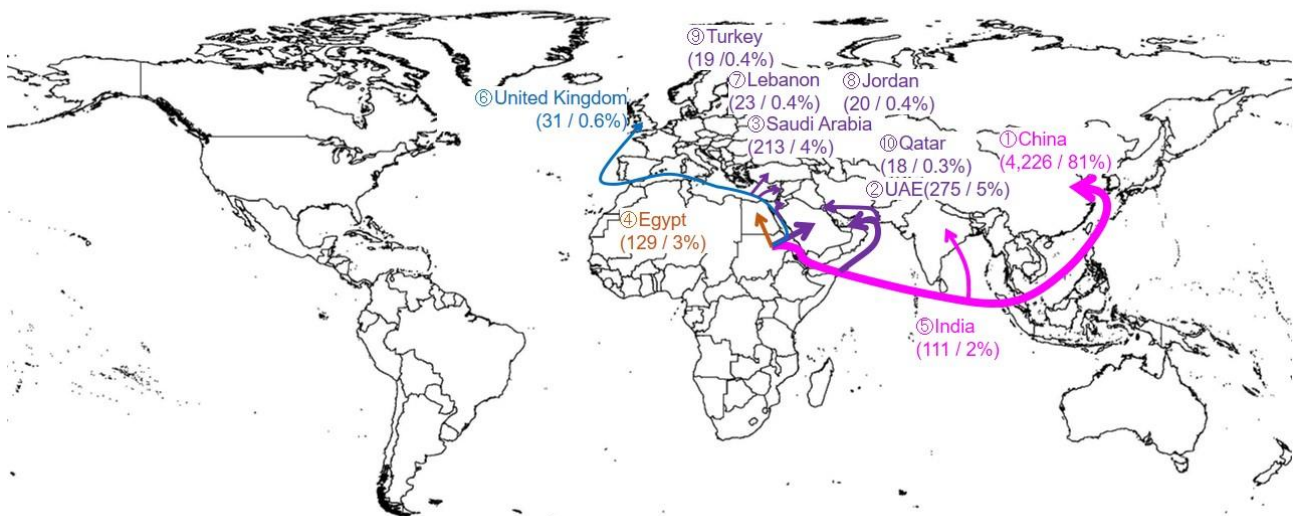 ⑨Turkey
(19 /0.4%)
⑦Lebanon
(23 / 0.4%)
⑧Jordan
(20 / 0.4%)
⑥United Kingdom
(31 / 0.6%)
③Saudi Arabia
(213 / 4%)
⑩Qatar
(18 / 0.3%)
①China
(4,226 / 81%)
②UAE(275 / 5%)
④Egypt
(129 / 3%)
⑤India
(111 / 2%)